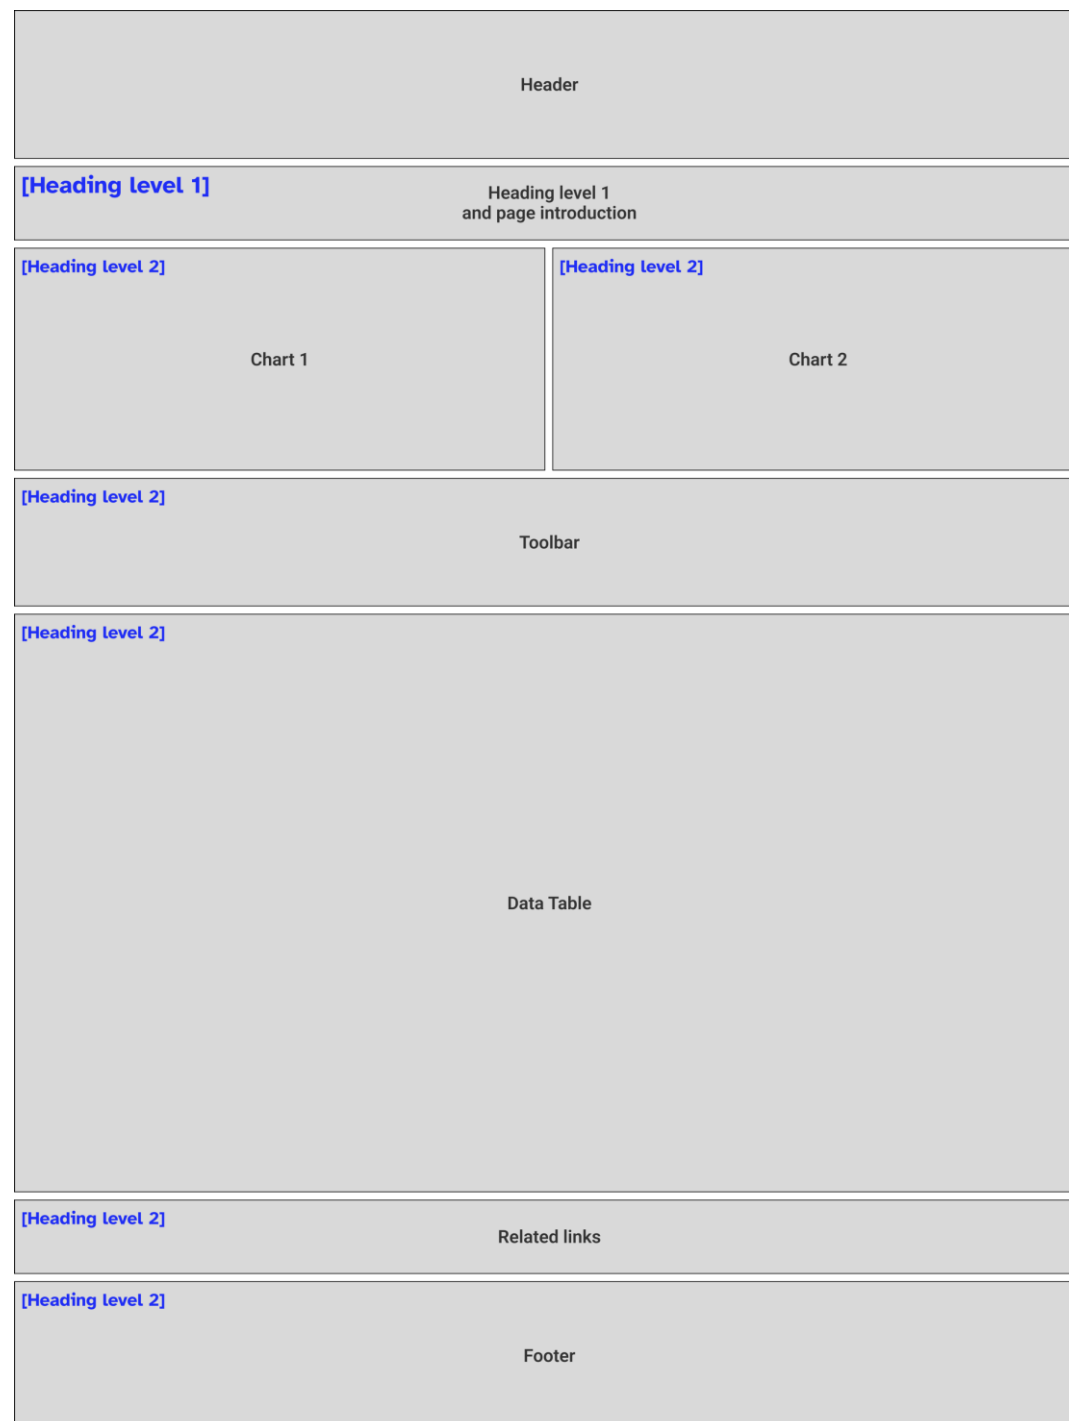 Header
[Heading level 1]
Heading level 1
and page introduction
[Heading level 2]
Chart 1
[Heading level 2]
Chart 2
[Heading level 2]
Toolbar
[Heading level 2]
Data Table
[Heading level 2]
Related links
[Heading level 2]
Footer